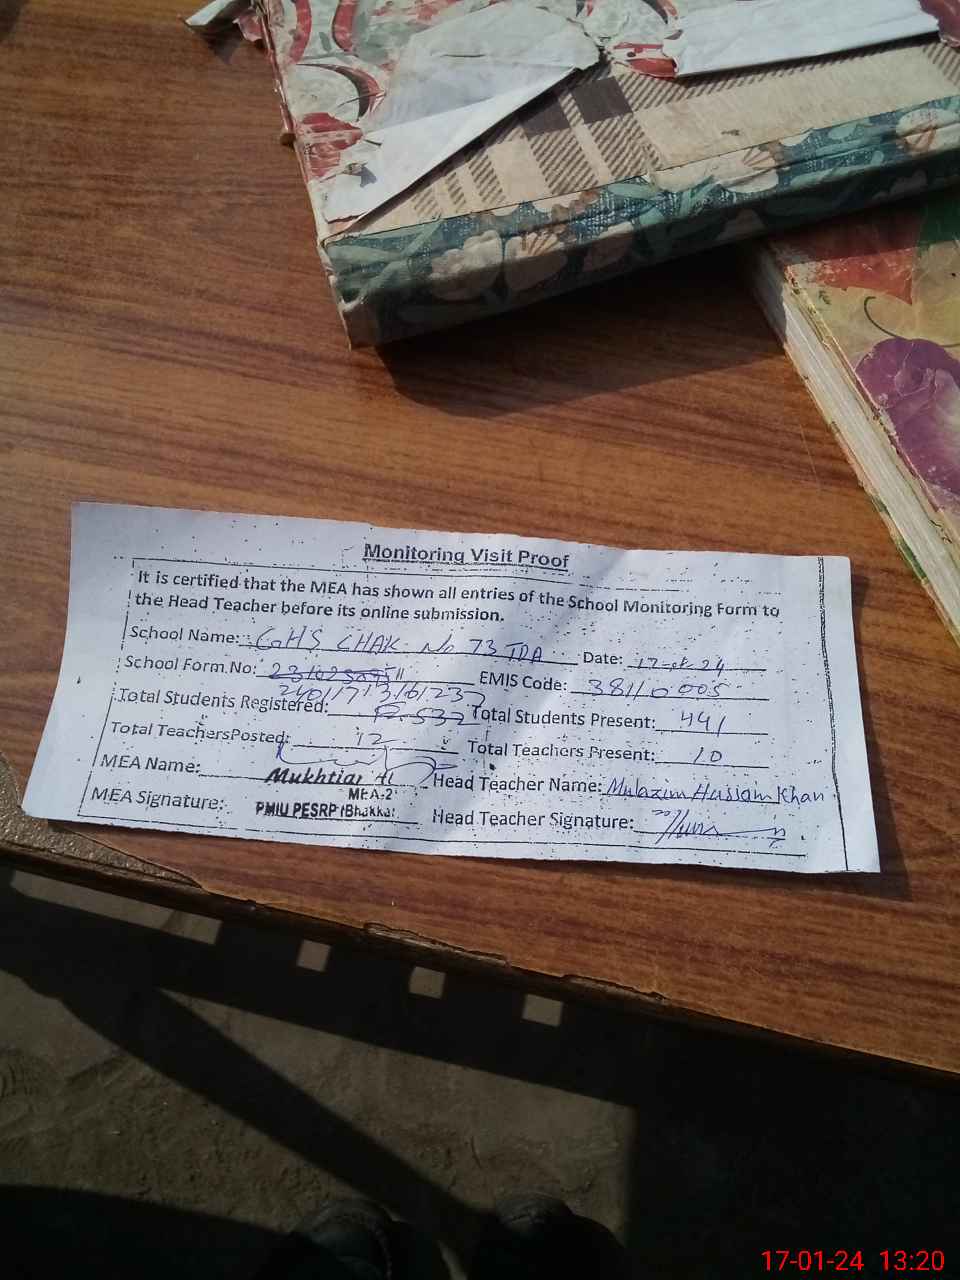 Monitoring Visit Proof
It is certified that the MEA has shown all entries of the School Monitoring Form to
the Head Teacher before its online submission.
School Name: GHS CHAK No 73 TDA Date: 17-01-24
School Form No: EMIS Code: 38110005
24011713161237
Total Students Registered: 537 Total Students Present: 441
Total TeachersPosted: 12 Total Teachers Present: 10
MEA Name: Mukhtiar Head Teacher Name: Mulazim Hussain Khan
MEA-2
MEA Signature: PMIU PESRP (Bhakkar Head Teacher Signature:
17-01-24 13:20